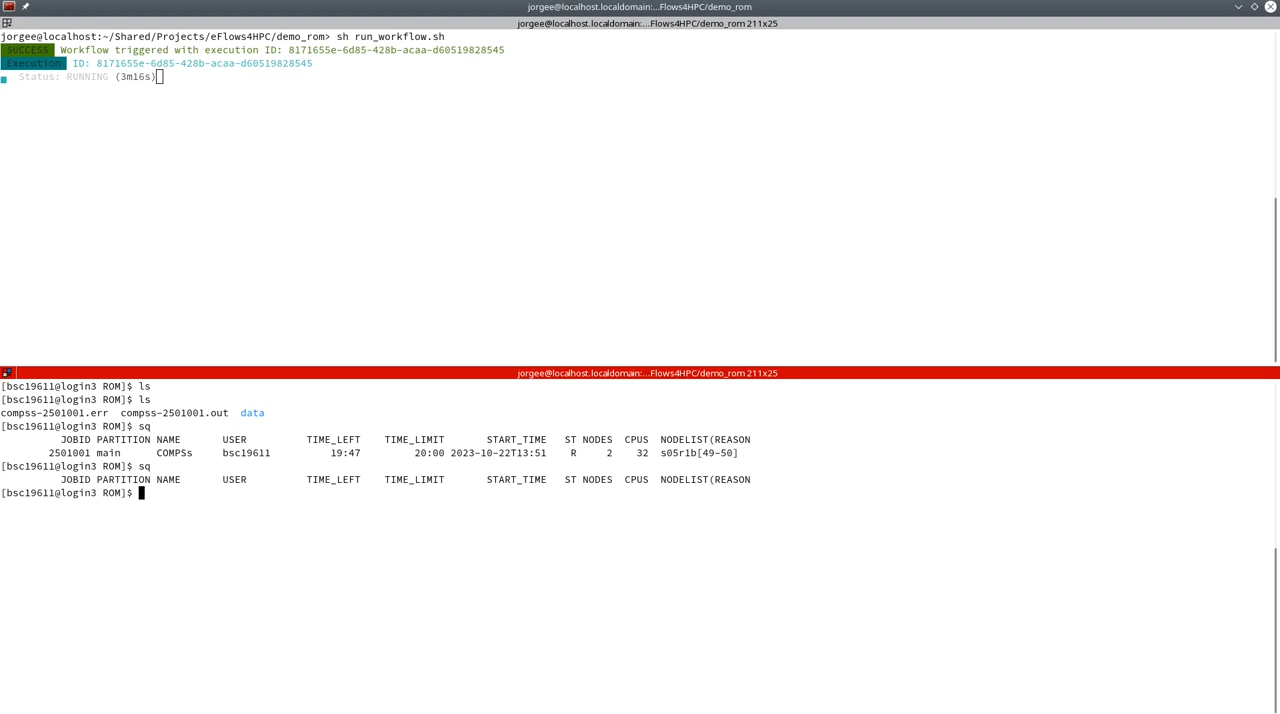 jorgee@localhost.localdomain:...Flows4HPC/demo_rom
jorgee@localhost.localdomain:...Flows4HPC/demo_rom 211x25
jorgee@localhost:~/Shared/Projects/eFlows4HPC/demo_rom> sh run_workflow.sh
SUCCESS Workflow triggered with execution ID: 8171655e-6d85-428b-acaa-d60519828545
Execution ID: 8171655e-6d85-428b-acaa-d60519828545
Status: RUNNING (3m16s)
jorgee@localhost.localdomain:...Flows4HPC/demo_rom 211x25
[bsc19611@login3 ROM]$ ls
[bsc19611@login3 ROM]$ ls
compss-2501001.err compss-2501001.out data
[bsc19611@login3 ROM]$ sq
JOBID PARTITION NAME USER TIME_LEFT TIME_LIMIT START_TIME ST NODES CPUS NODELIST(REASON
2501001 main COMPSs bsc19611 19:47 20:00 2023-10-22T13:51 R 2 32 s05r1b[49-50]
[bsc19611@login3 ROM]$ sq
JOBID PARTITION NAME USER TIME_LEFT TIME_LIMIT START_TIME ST NODES CPUS NODELIST(REASON
[bsc19611@login3 ROM]$